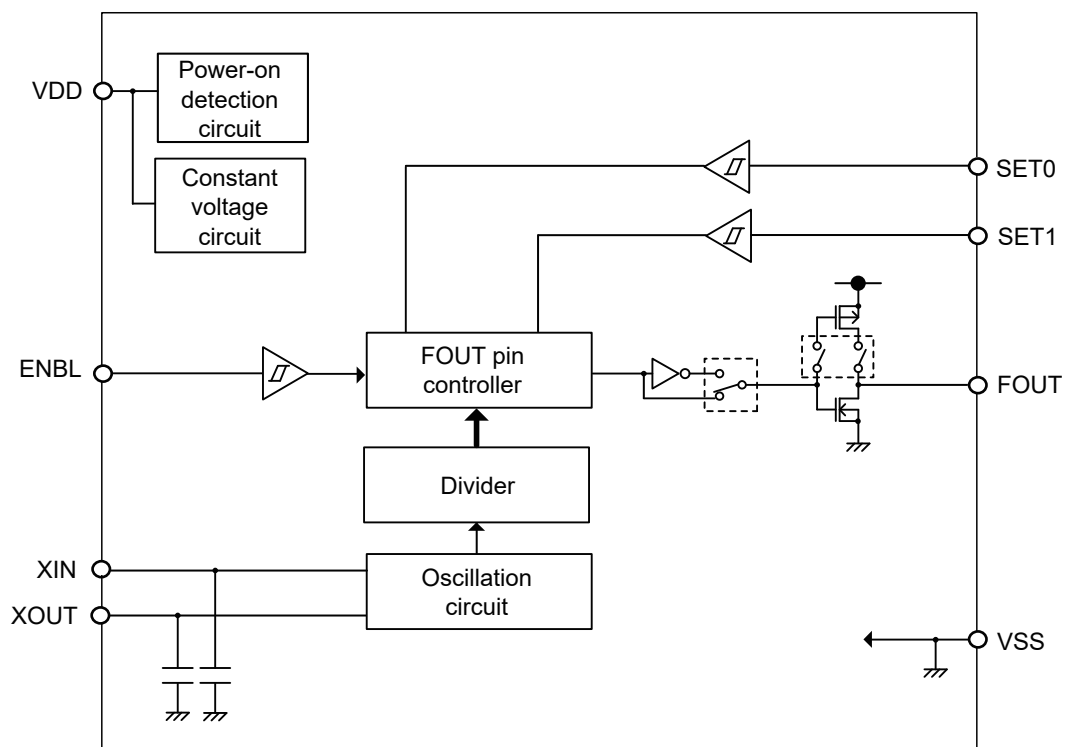 VDD
Power-on
detection
circuit
Constant
voltage
circuit
SET0
SET1
ENBL
FOUT pin
controller
FOUT
Divider
XIN
XOUT
Oscillation
circuit
VSS